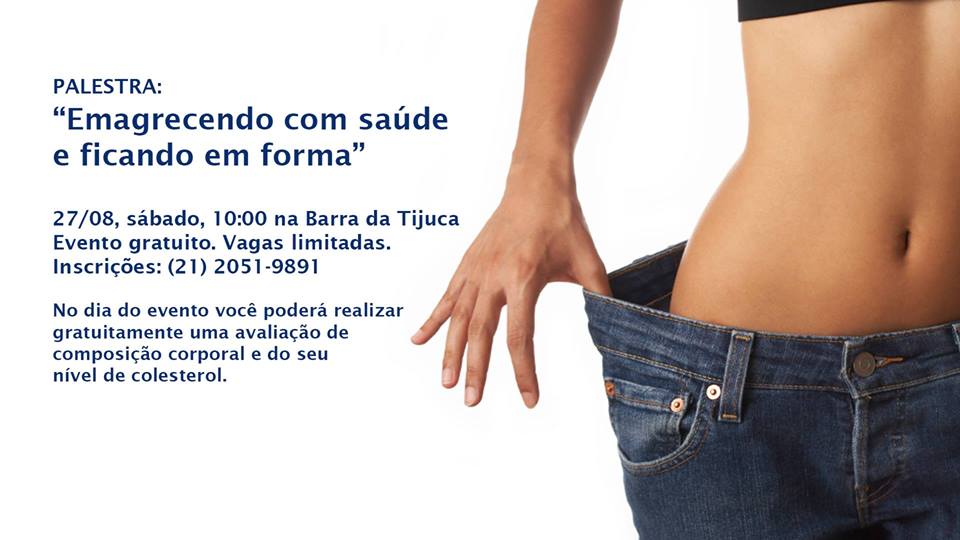 PALESTRA:
“Emagrecendo com saúde
e ficando em forma”
27/08, sábado, 10:00 na Barra da Tijuca
Evento gratuito. Vagas limitadas.
Inscrições: (21) 2051-9891
No dia do evento você poderá realizar
gratuitamente uma avaliação de
composição corporal e do seu
nível de colesterol.